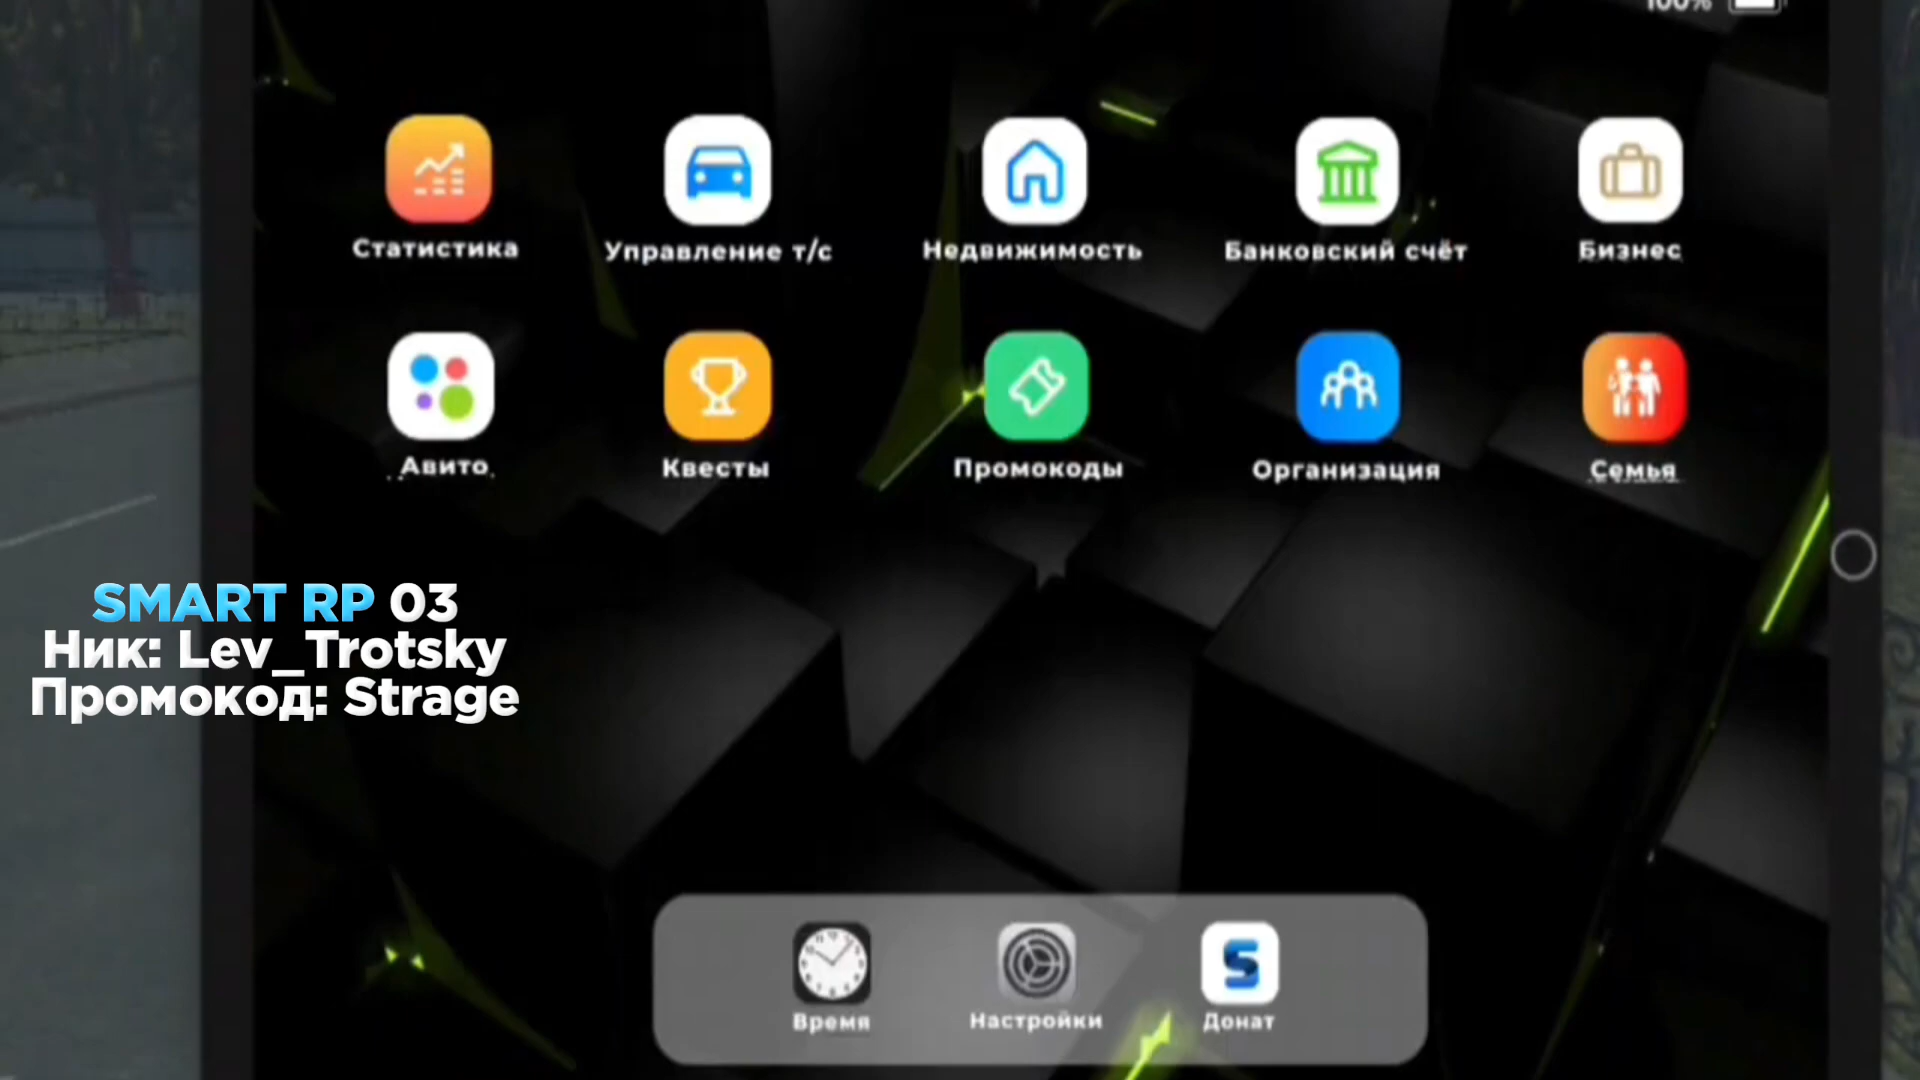 100%
Статистика
Управление т/с
Недвижимость
Банковский счёт
Бизнес
Авито
Квесты
Промокоды
Организация
Семья
SMART RP 03
Ник: Lev_Trotsky
Промокод: Strage
Время
Настройки
Донат